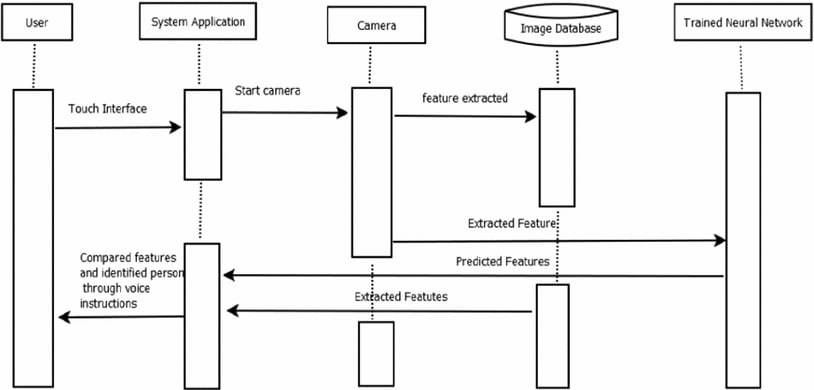 User
System Application
Camera
Image Database
Trained Neural Network
Touch Interface
Start camera
feature extracted
Extracted Feature
Predicted Features
Extracted Featutes
Compared features
and identified person
through voice
instructions